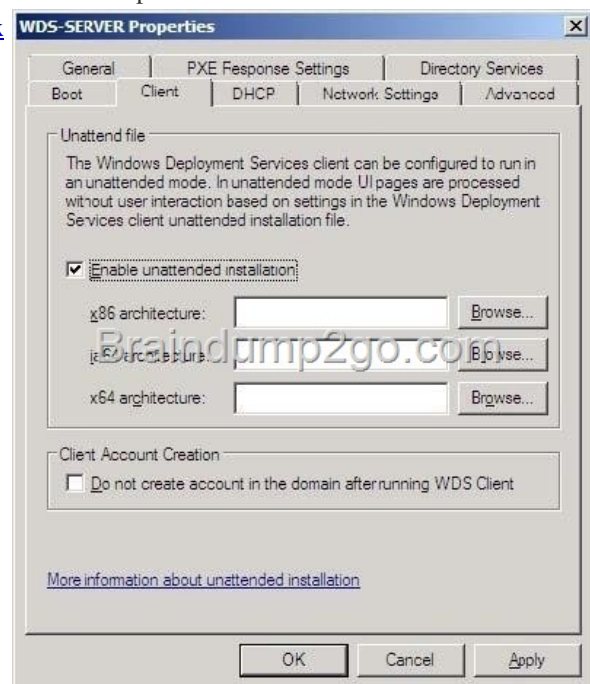 WDS-SERVER Properties
General
PXE Fesponse Settings
Directory Services
Boot
Client
DHCP
Network Settings
Advanced
Unattend file
The Windows Deployment Services client can be configured to run in
an unattended mode. In unattended mode UI pages are processed
without user interaction based on settings in the Windows Deployment
Services client unattended installation file.
Enable unattended installation
x86 architecture:
Browse...
ia64 architecture:
Browse...
Braindump2go.com
x64 architecture:
Browse...
Client Account Creation
Do not create account in the domain after running WDS Client
More information about unattended installation
OK
Cancel
Apply